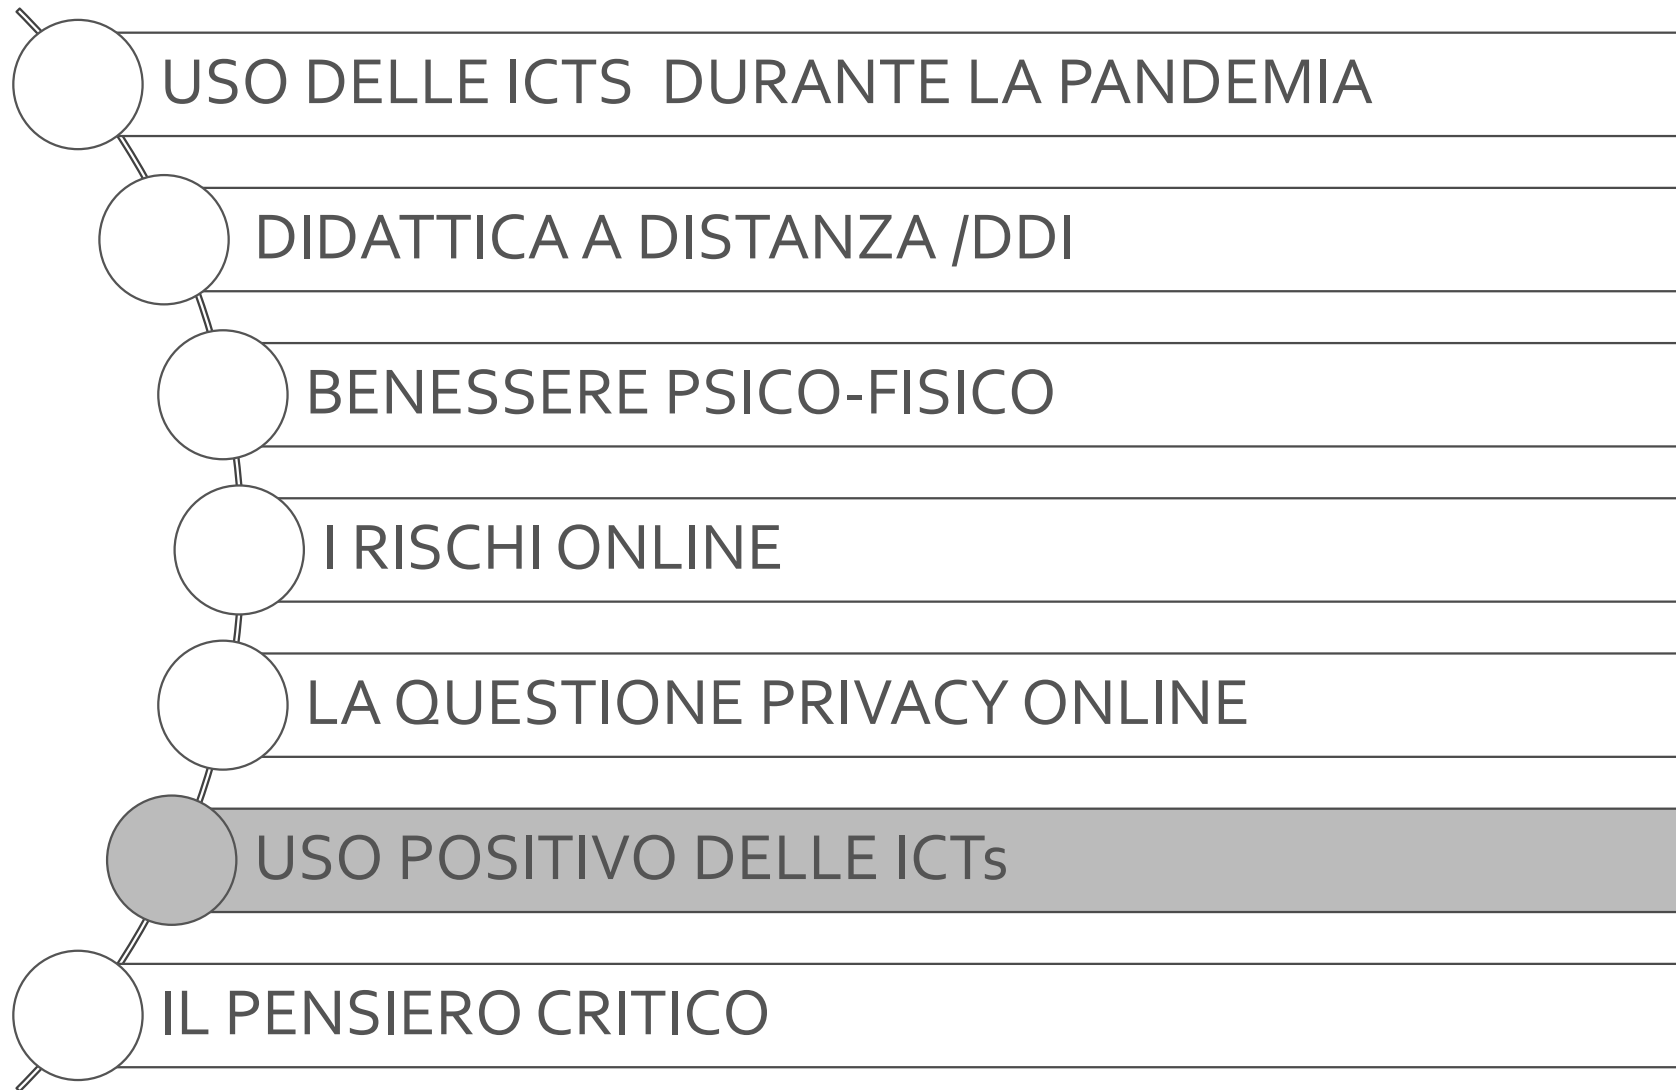 USO DELLE ICTS DURANTE LA PANDEMIA
DIDATTICA A DISTANZA /DDI
BENESSERE PSICO-FISICO
I RISCHI ONLINE
LA QUESTIONE PRIVACY ONLINE
USO POSITIVO DELLE ICTs
IL PENSIERO CRITICO